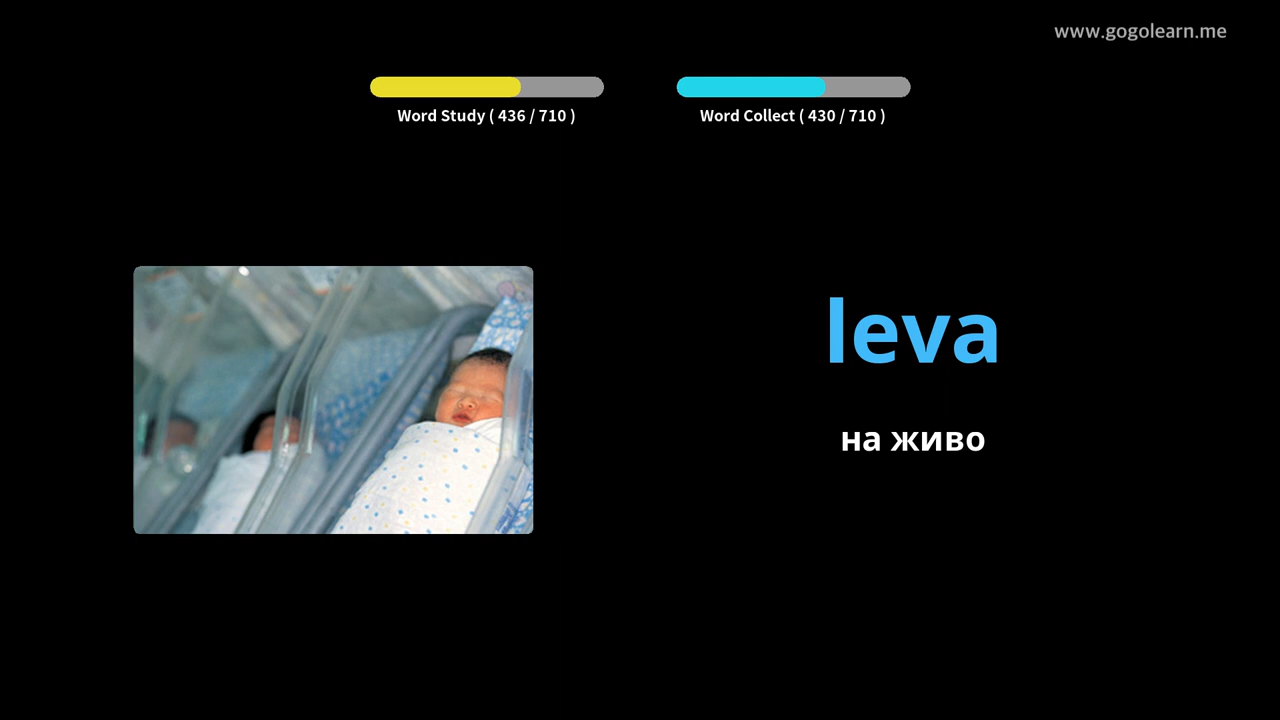 www.gogolearn.me
Word Study ( 436 / 710 )
Word Collect ( 430 / 710 )
leva
на живо